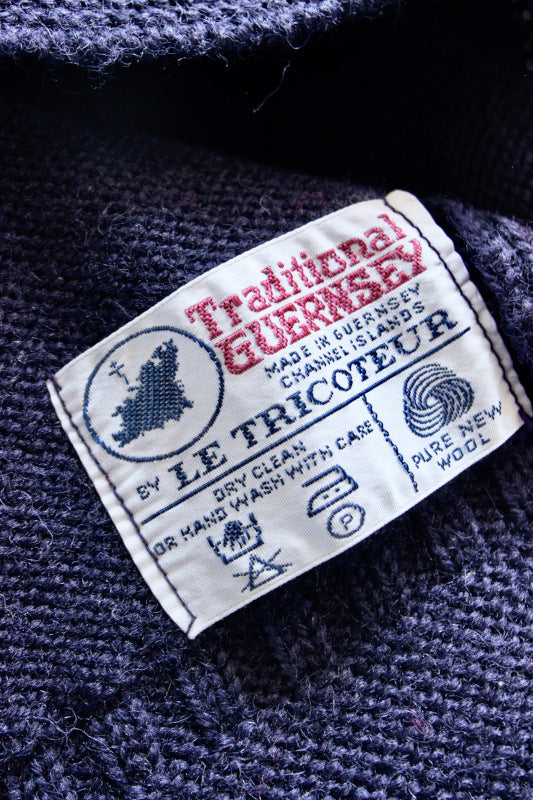 Traditional
GUERNSEY
MADE IN GUERNSEY
CHANNEL ISLANDS
BY LE TRICOTEUR
DRY CLEAN
OR HAND WASH WITH CARE
P
PURE NEW
WOOL